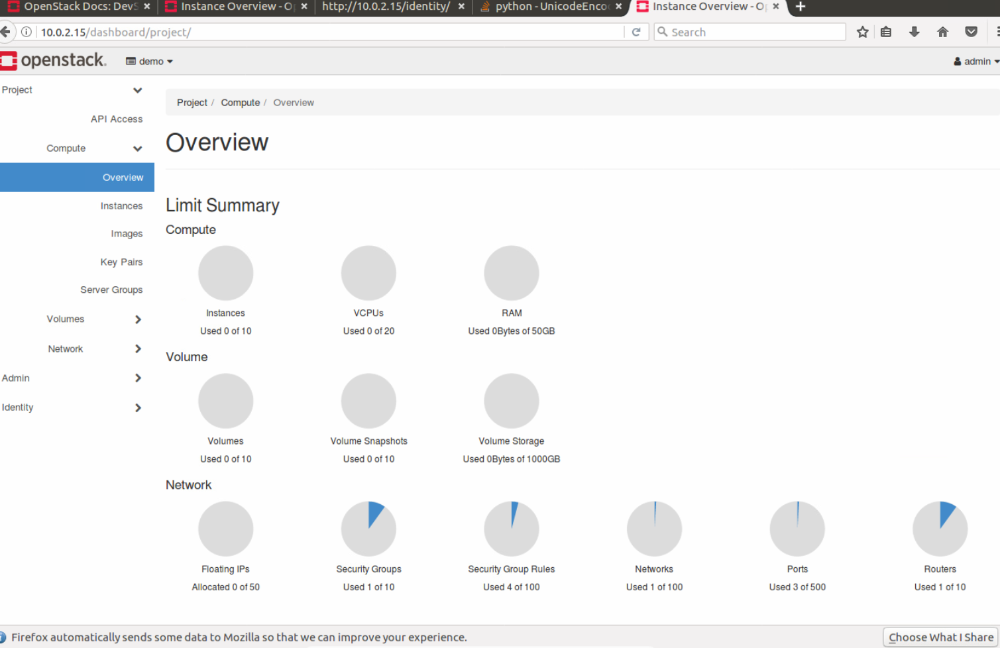 OpenStack Docs: DevS × Instance Overview - O × http://10.0.2.15/identity/ × python - UnicodeEnco × Instance Overview - O × +
10.0.2.15/dashboard/project/ Search
openstack. demo admin
Project
API Access
Compute
Overview
Instances
Images
Key Pairs
Server Groups
Volumes
Network
Admin
Identity
Project / Compute / Overview
Overview
Limit Summary
Compute
Instances VCPUs RAM
Used 0 of 10 Used 0 of 20 Used 0Bytes of 50GB
Volume
Volumes Volume Snapshots Volume Storage
Used 0 of 10 Used 0 of 10 Used 0Bytes of 1000GB
Network
Floating IPs Security Groups Security Group Rules Networks Ports Routers
Allocated 0 of 50 Used 1 of 10 Used 4 of 100 Used 1 of 100 Used 3 of 500 Used 1 of 10
Firefox automatically sends some data to Mozilla so that we can improve your experience. Choose What I Share